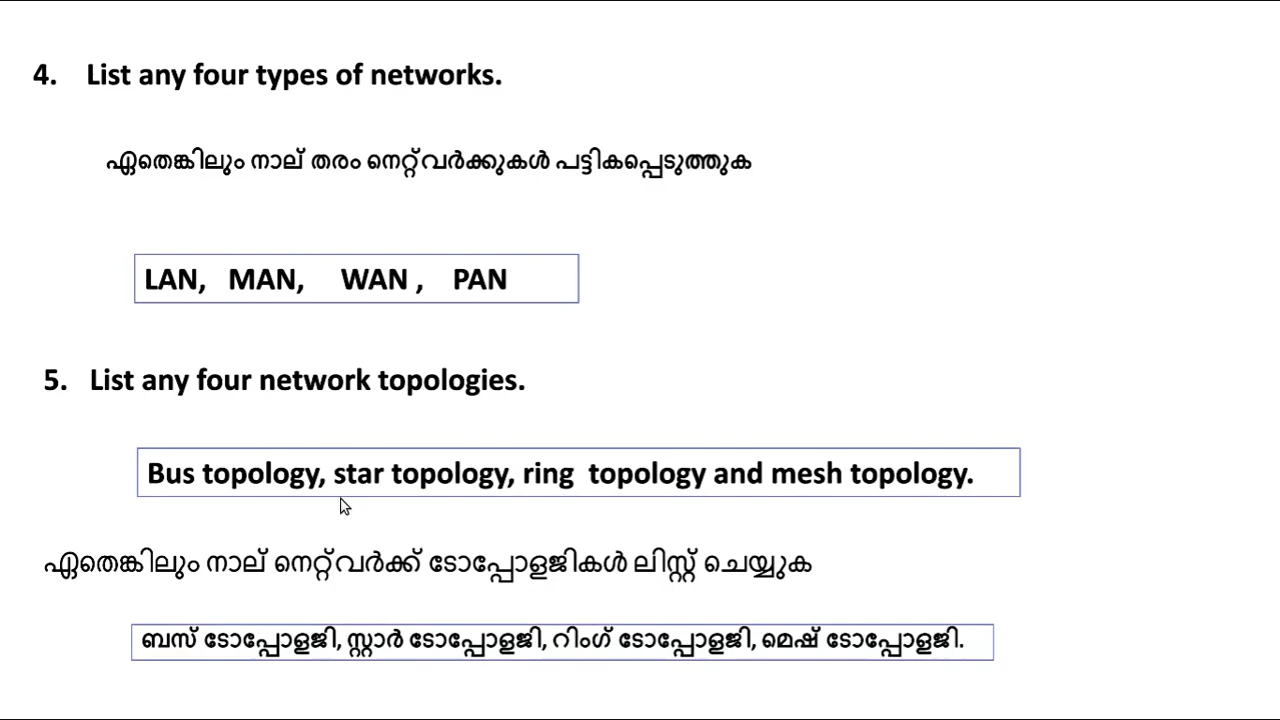 4. List any four types of networks.
ഏതെങ്കിലും നാല് തരം നെറ്റ്‌വർക്കുകൾ പട്ടികപ്പെടുത്തുക
LAN, MAN, WAN , PAN
5. List any four network topologies.
Bus topology, star topology, ring topology and mesh topology.
ഏതെങ്കിലും നാല് നെറ്റ്‌വർക്ക് ടോപ്പോളജികൾ ലിസ്റ്റ് ചെയ്യുക
ബസ് ടോപ്പോളജി, സ്റ്റാർ ടോപ്പോളജി, റിംഗ് ടോപ്പോളജി, മെഷ് ടോപ്പോളജി.